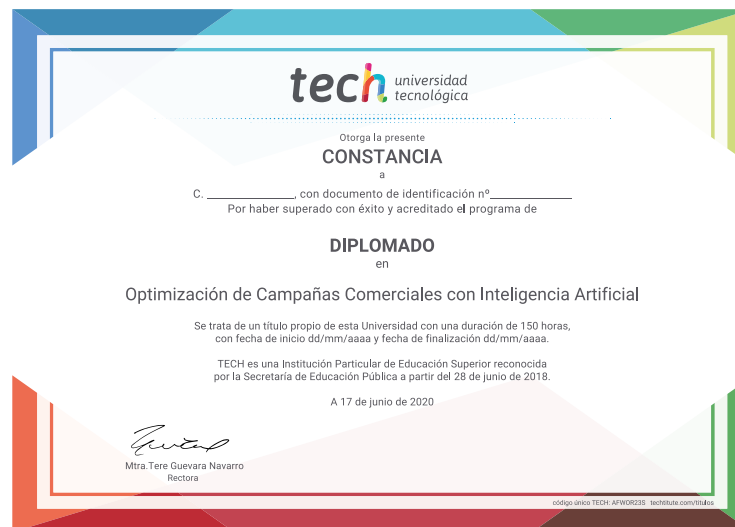 tech universidad
tecnológica
Otorga la presente
CONSTANCIA
a
C. ______________, con documento de identificación nº______________
Por haber superado con éxito y acreditado el programa de
DIPLOMADO
en
Optimización de Campañas Comerciales con Inteligencia Artificial
Se trata de un título propio de esta Universidad con una duración de 150 horas,
con fecha de inicio dd/mm/aaaa y fecha de finalización dd/mm/aaaa.
TECH es una Institución Particular de Educación Superior reconocida
por la Secretaría de Educación Pública a partir del 28 de junio de 2018.
A 17 de junio de 2020
Mtra.Tere Guevara Navarro
Rectora
código único TECH: AFWOR23S techtitute.com/titulos